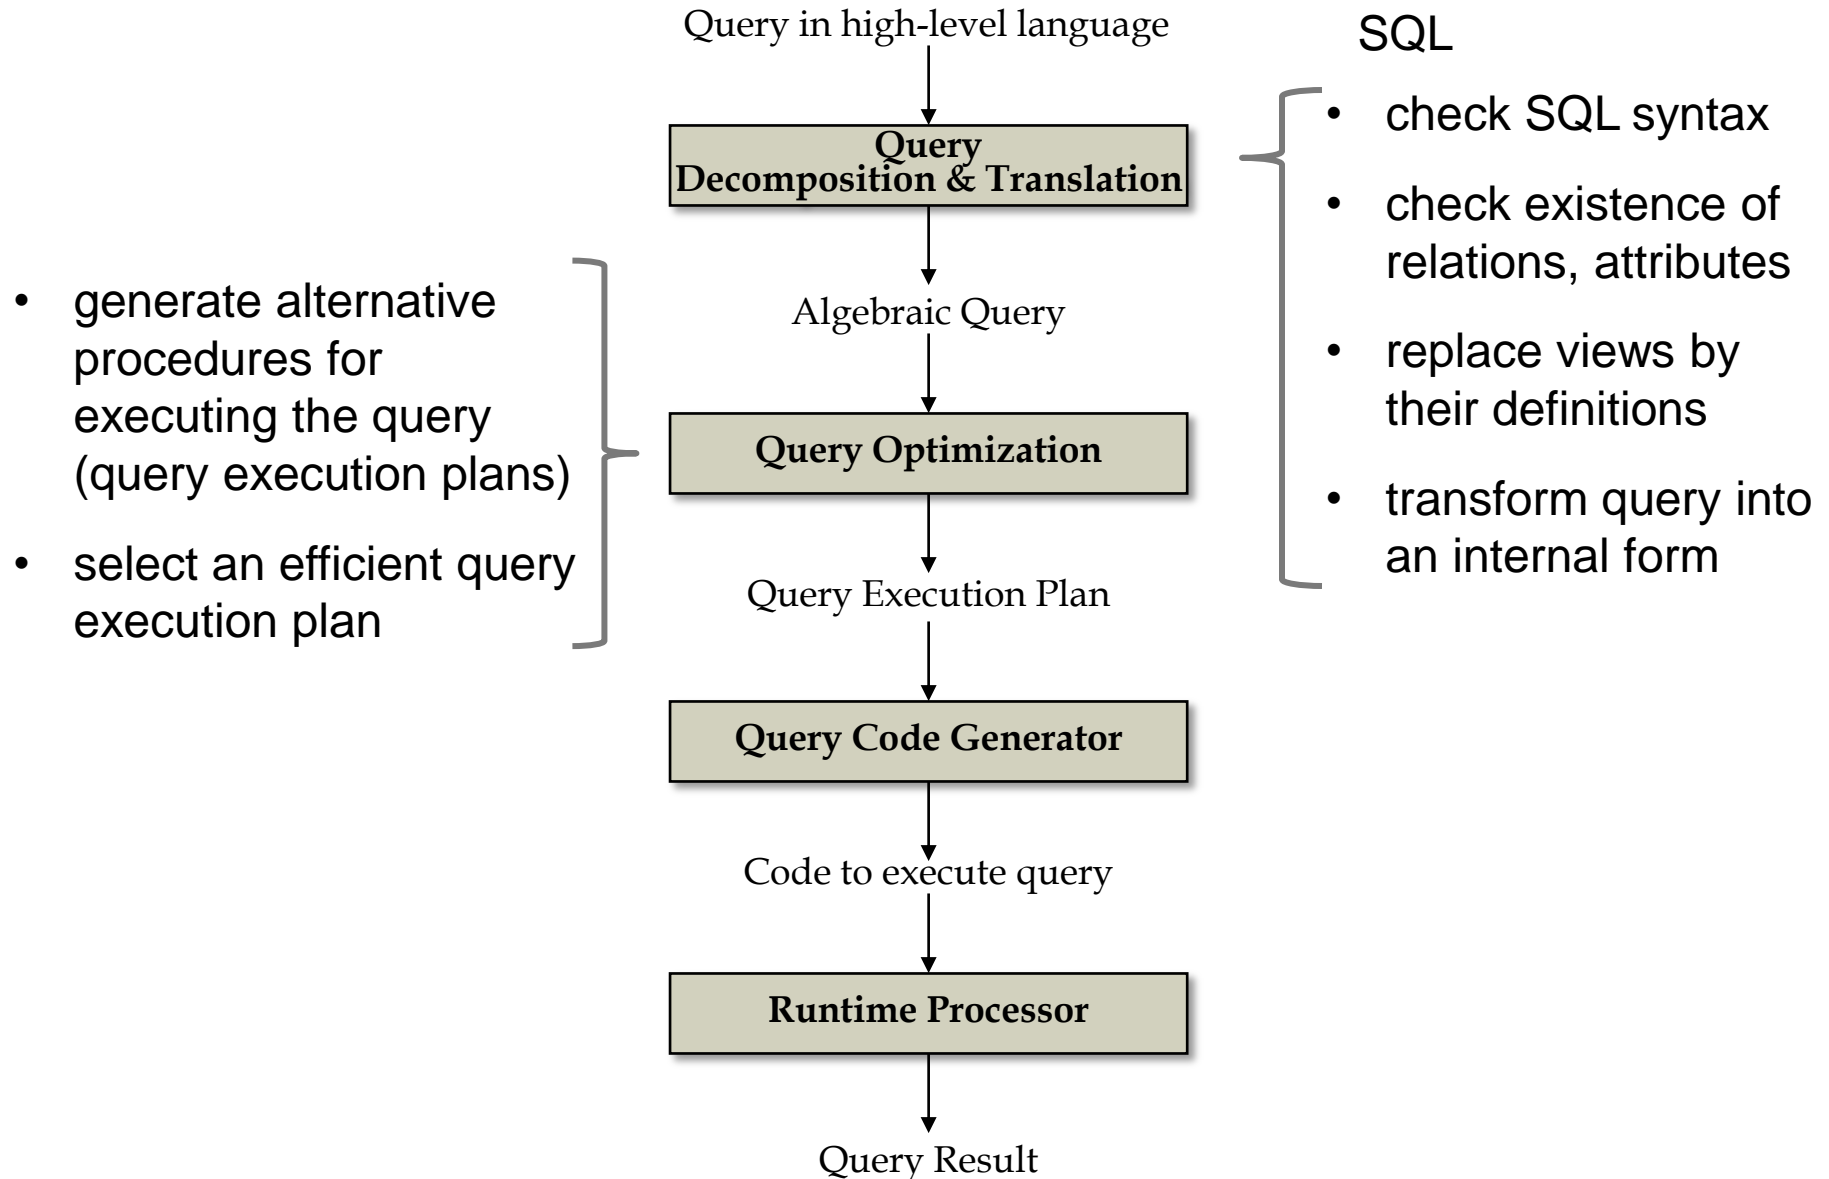 Query in high-level language
SQL
Query
Decomposition & Translation
• check SQL syntax
• check existence of
relations, attributes
• replace views by
their definitions
• transform query into
an internal form
Algebraic Query
• generate alternative
procedures for
executing the query
(query execution plans)
• select an efficient query
execution plan
Query Optimization
Query Execution Plan
Query Code Generator
Code to execute query
Runtime Processor
Query Result